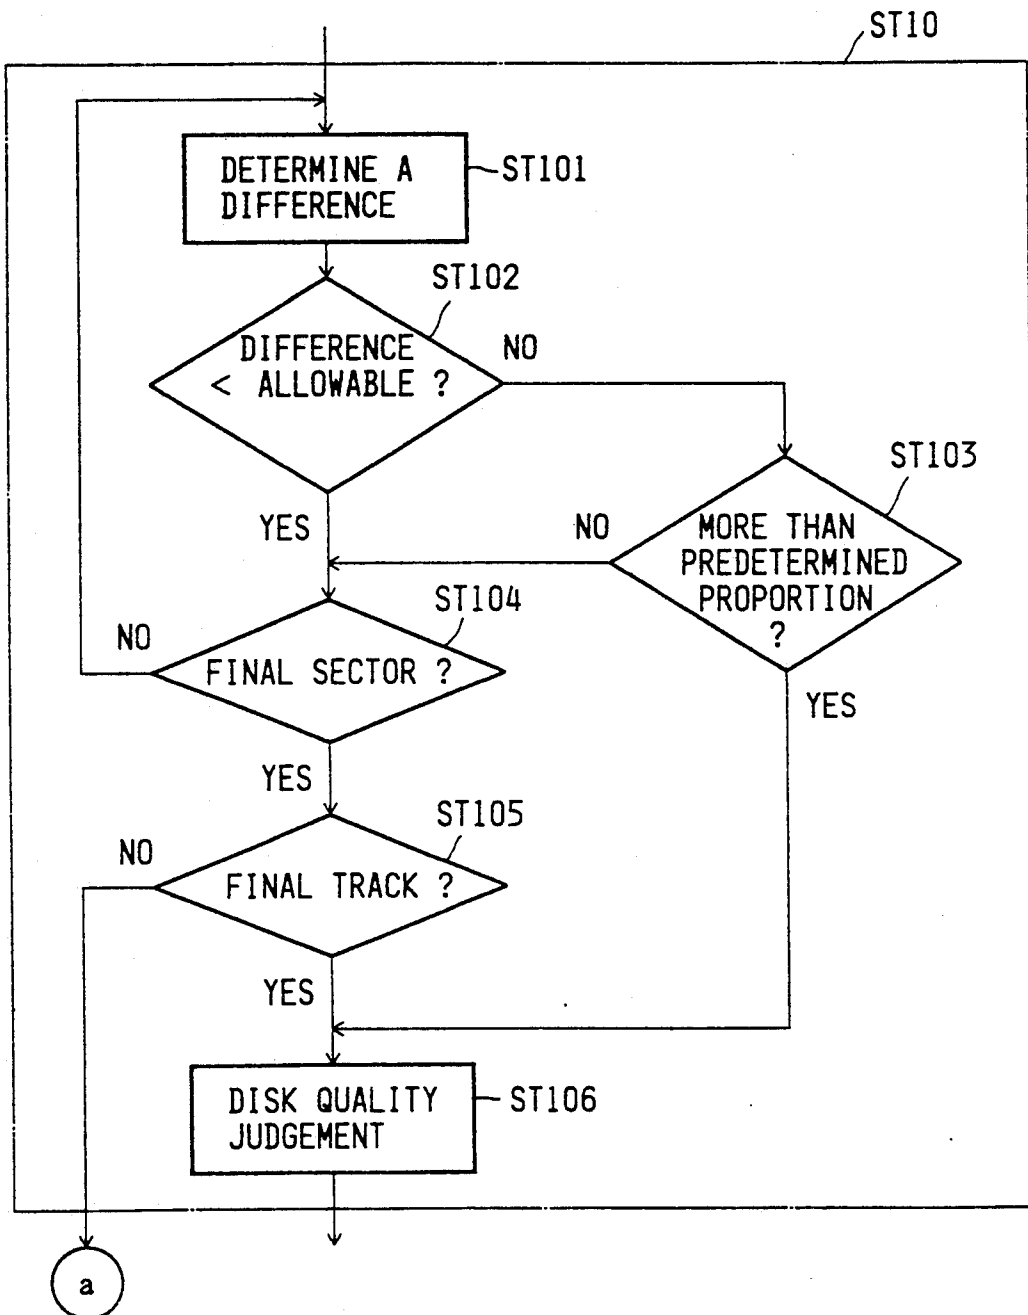 ST10
DETERMINE A
DIFFERENCE
ST101
ST102
DIFFERENCE
< ALLOWABLE ?
NO
YES
ST103
MORE THAN
PREDETERMINED
PROPORTION
?
NO
YES
ST104
NO
FINAL SECTOR ?
YES
ST105
NO
FINAL TRACK ?
YES
DISK QUALITY
JUDGEMENT
ST106
a